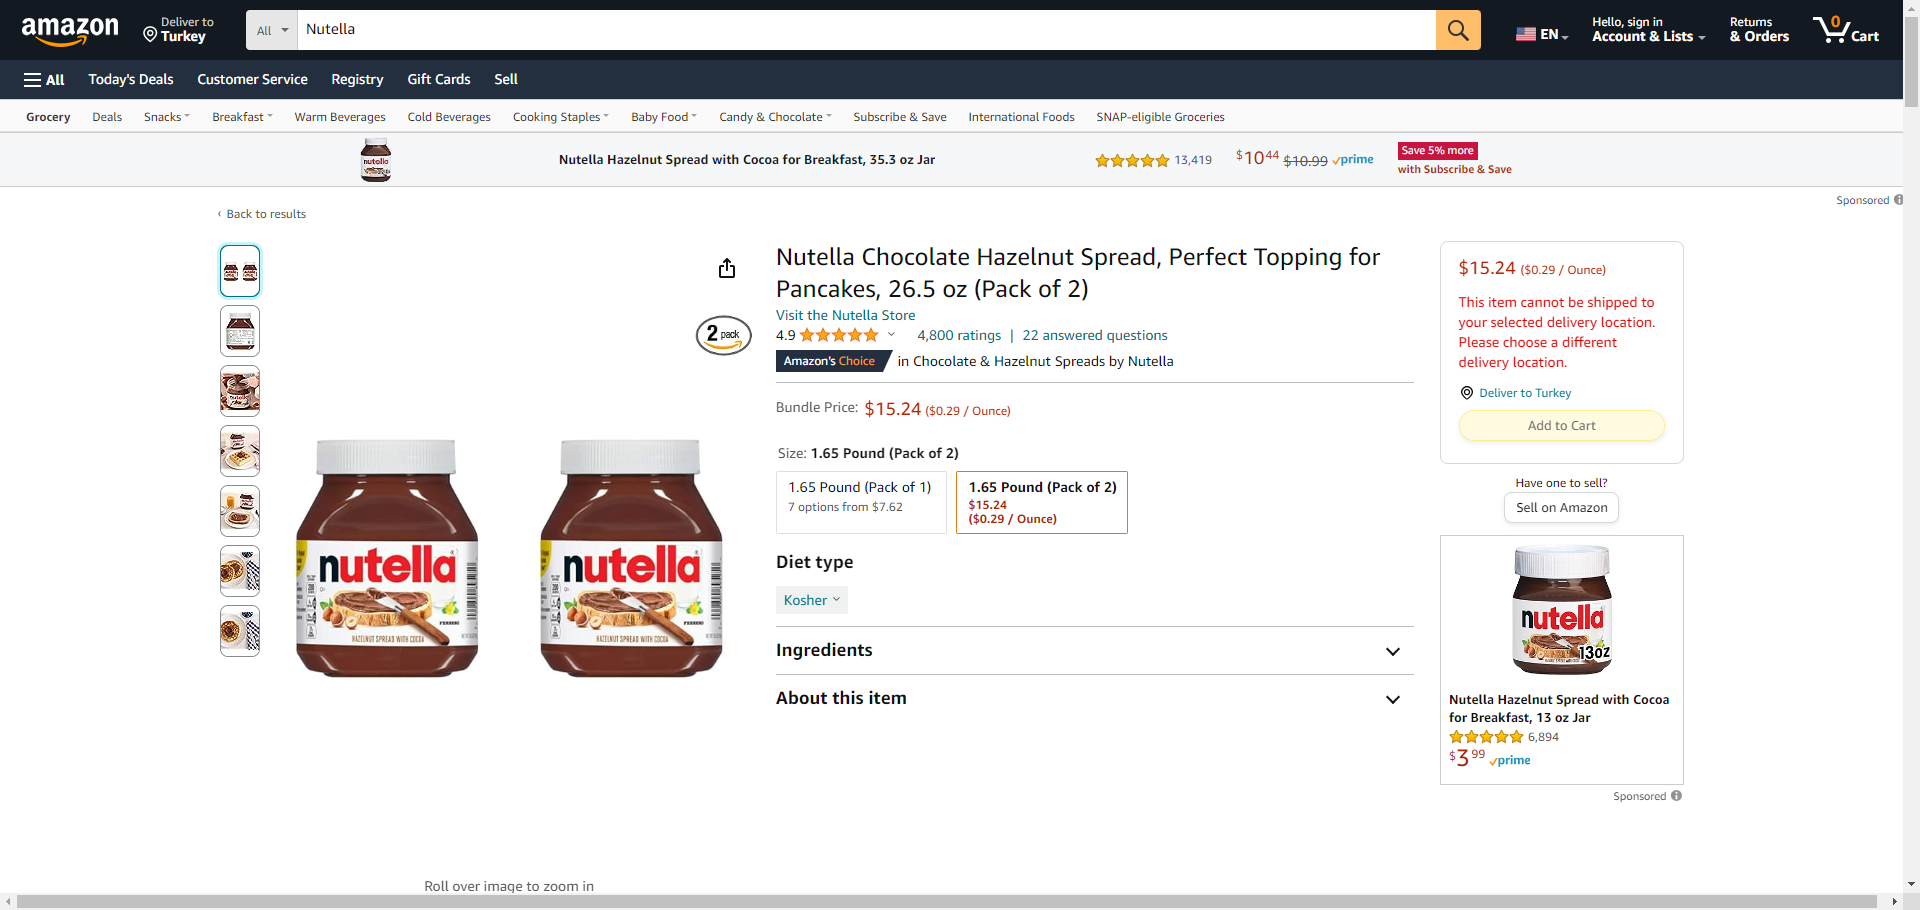 amazon
Deliver to
Turkey
All
Nutella
EN
Hello, sign in
Account & Lists
Returns
& Orders
0
Cart
All
Today's Deals
Customer Service
Registry
Gift Cards
Sell
Grocery
Deals
Snacks
Breakfast
Warm Beverages
Cold Beverages
Cooking Staples
Baby Food
Candy & Chocolate
Subscribe & Save
International Foods
SNAP-eligible Groceries
nutella
Nutella Hazelnut Spread with Cocoa for Breakfast, 35.3 oz Jar
13,419
$10 44 $10.99 prime
Save 5% more
with Subscribe & Save
Sponsored
‹ Back to results
2 pack
nutella
HAZELNUT SPREAD WITH COCOA
FERRERO
nutella
HAZELNUT SPREAD WITH COCOA
FERRERO
Roll over image to zoom in
Nutella Chocolate Hazelnut Spread, Perfect Topping for
Pancakes, 26.5 oz (Pack of 2)
Visit the Nutella Store
4.9
4,800 ratings | 22 answered questions
Amazon's Choice in Chocolate & Hazelnut Spreads by Nutella
Bundle Price: $15.24 ($0.29 / Ounce)
Size: 1.65 Pound (Pack of 2)
1.65 Pound (Pack of 1)
7 options from $7.62
1.65 Pound (Pack of 2)
$15.24
($0.29 / Ounce)
Diet type
Kosher
Ingredients
About this item
$15.24 ($0.29 / Ounce)
This item cannot be shipped to
your selected delivery location.
Please choose a different
delivery location.
Deliver to Turkey
Add to Cart
Have one to sell?
Sell on Amazon
nutella
13oz
Nutella Hazelnut Spread with Cocoa
for Breakfast, 13 oz Jar
6,894
$3 99 prime
Sponsored